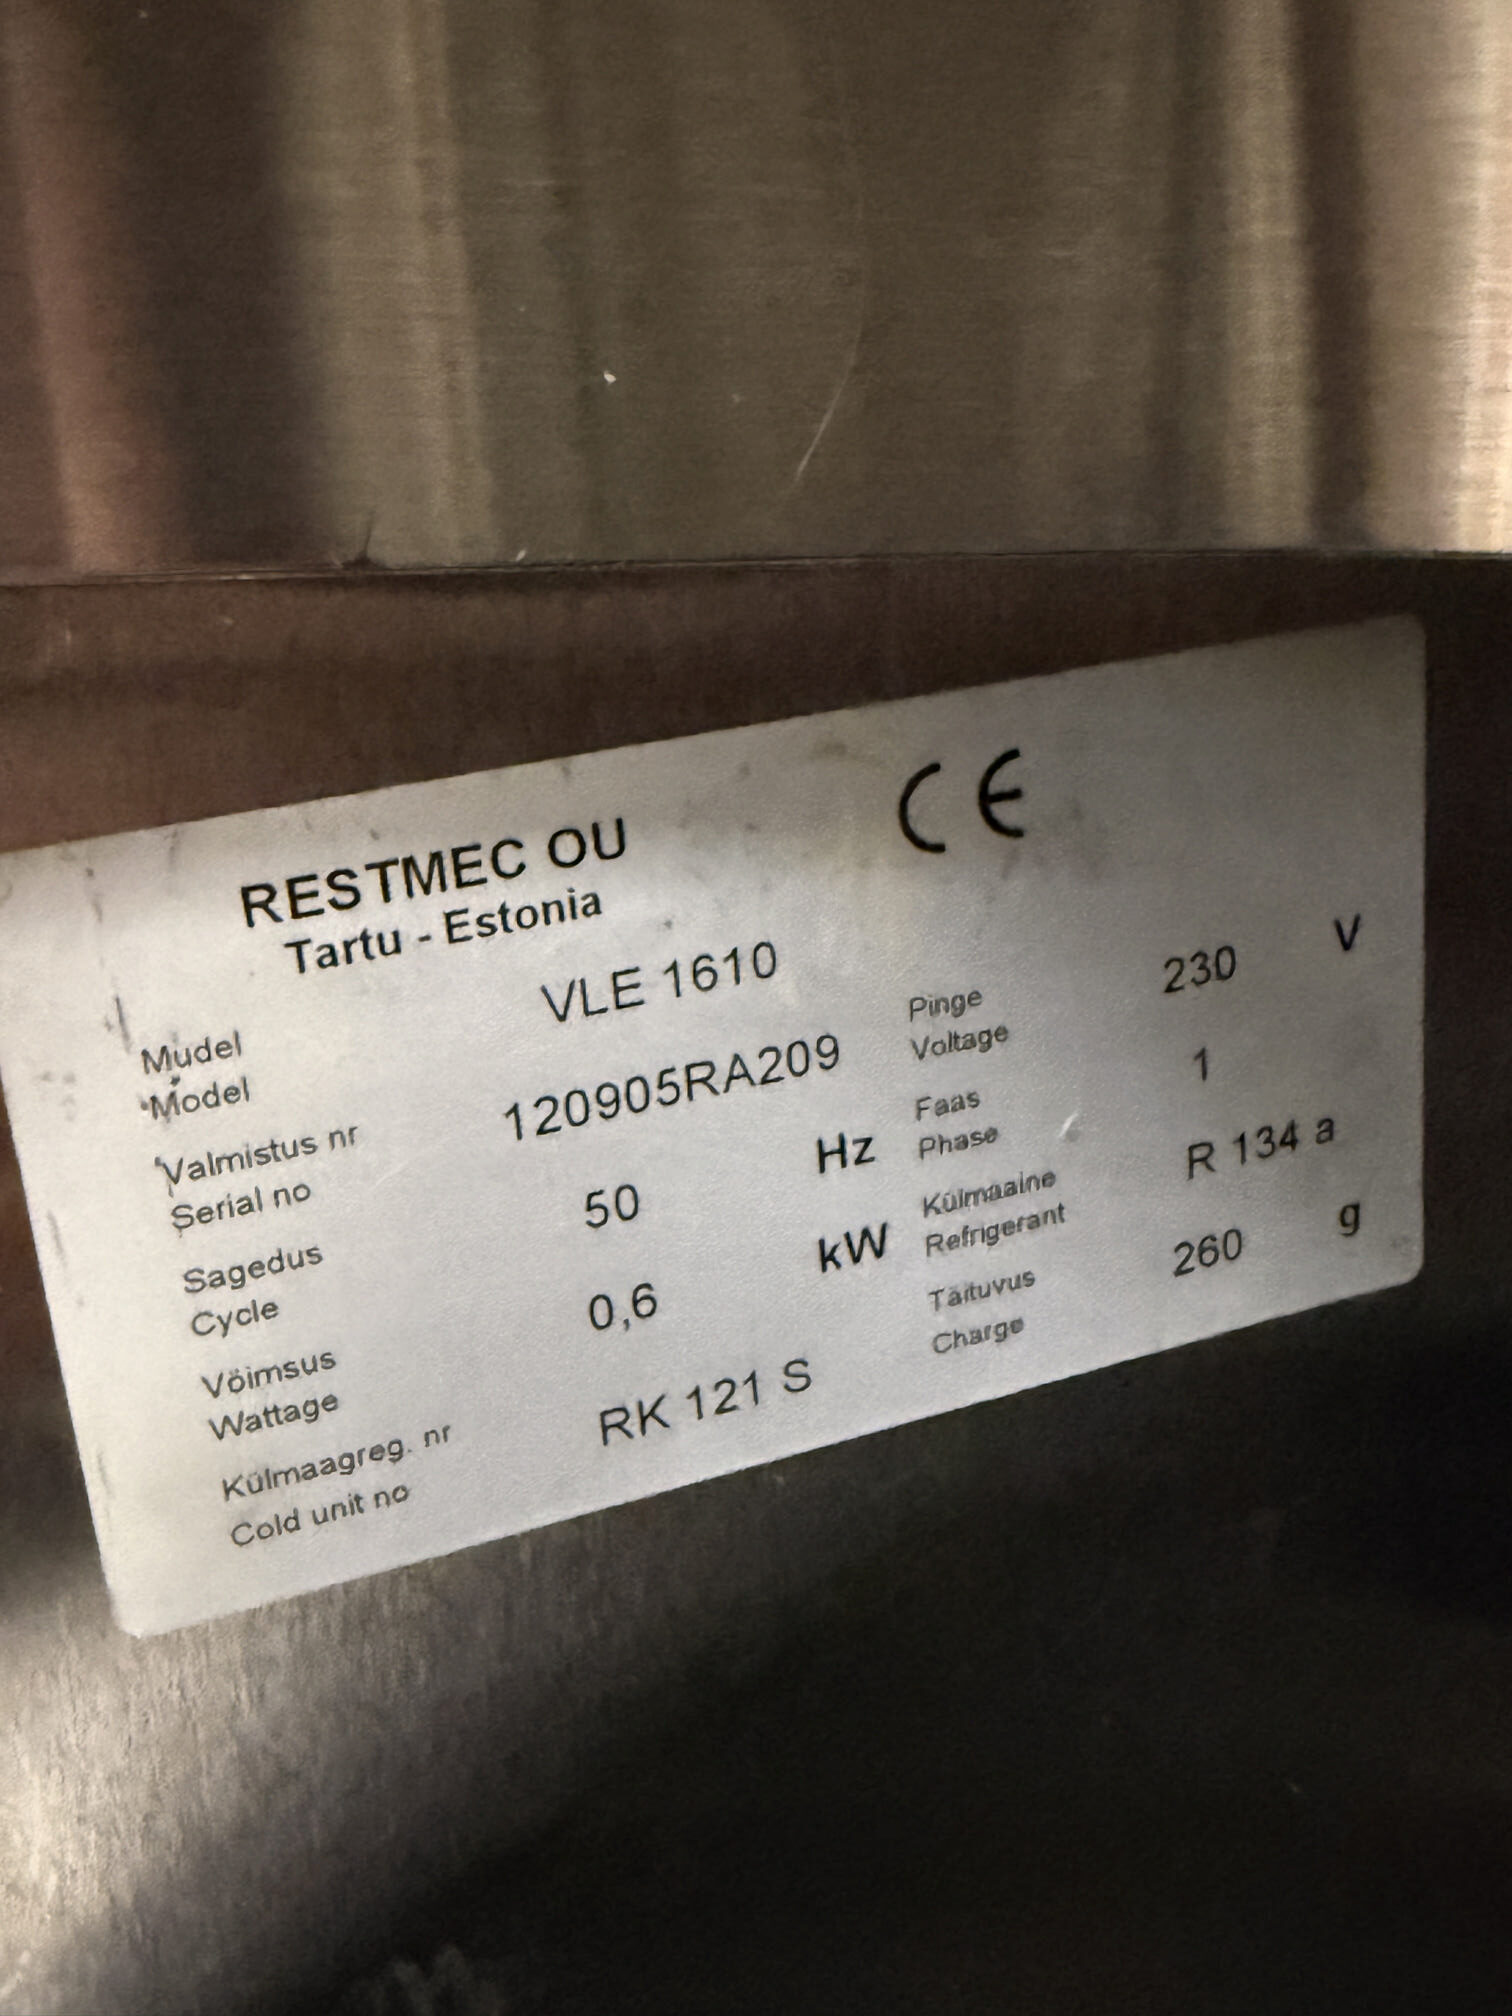 RESTMEC OU
CE
Tartu - Estonia
Mudel
Model
VLE 1610
Valmistus nr
Serial no
120905RA209
Sagedus
Cycle
50 Hz
Võimsus
Wattage
0,6 kW
Külmaagreg. nr
Cold unit no
RK 121 S
Pinge
Voltage
230 V
Faas
Phase
1
Külmaaine
Refrigerant
R 134 a
Täituvus
Charge
260 g